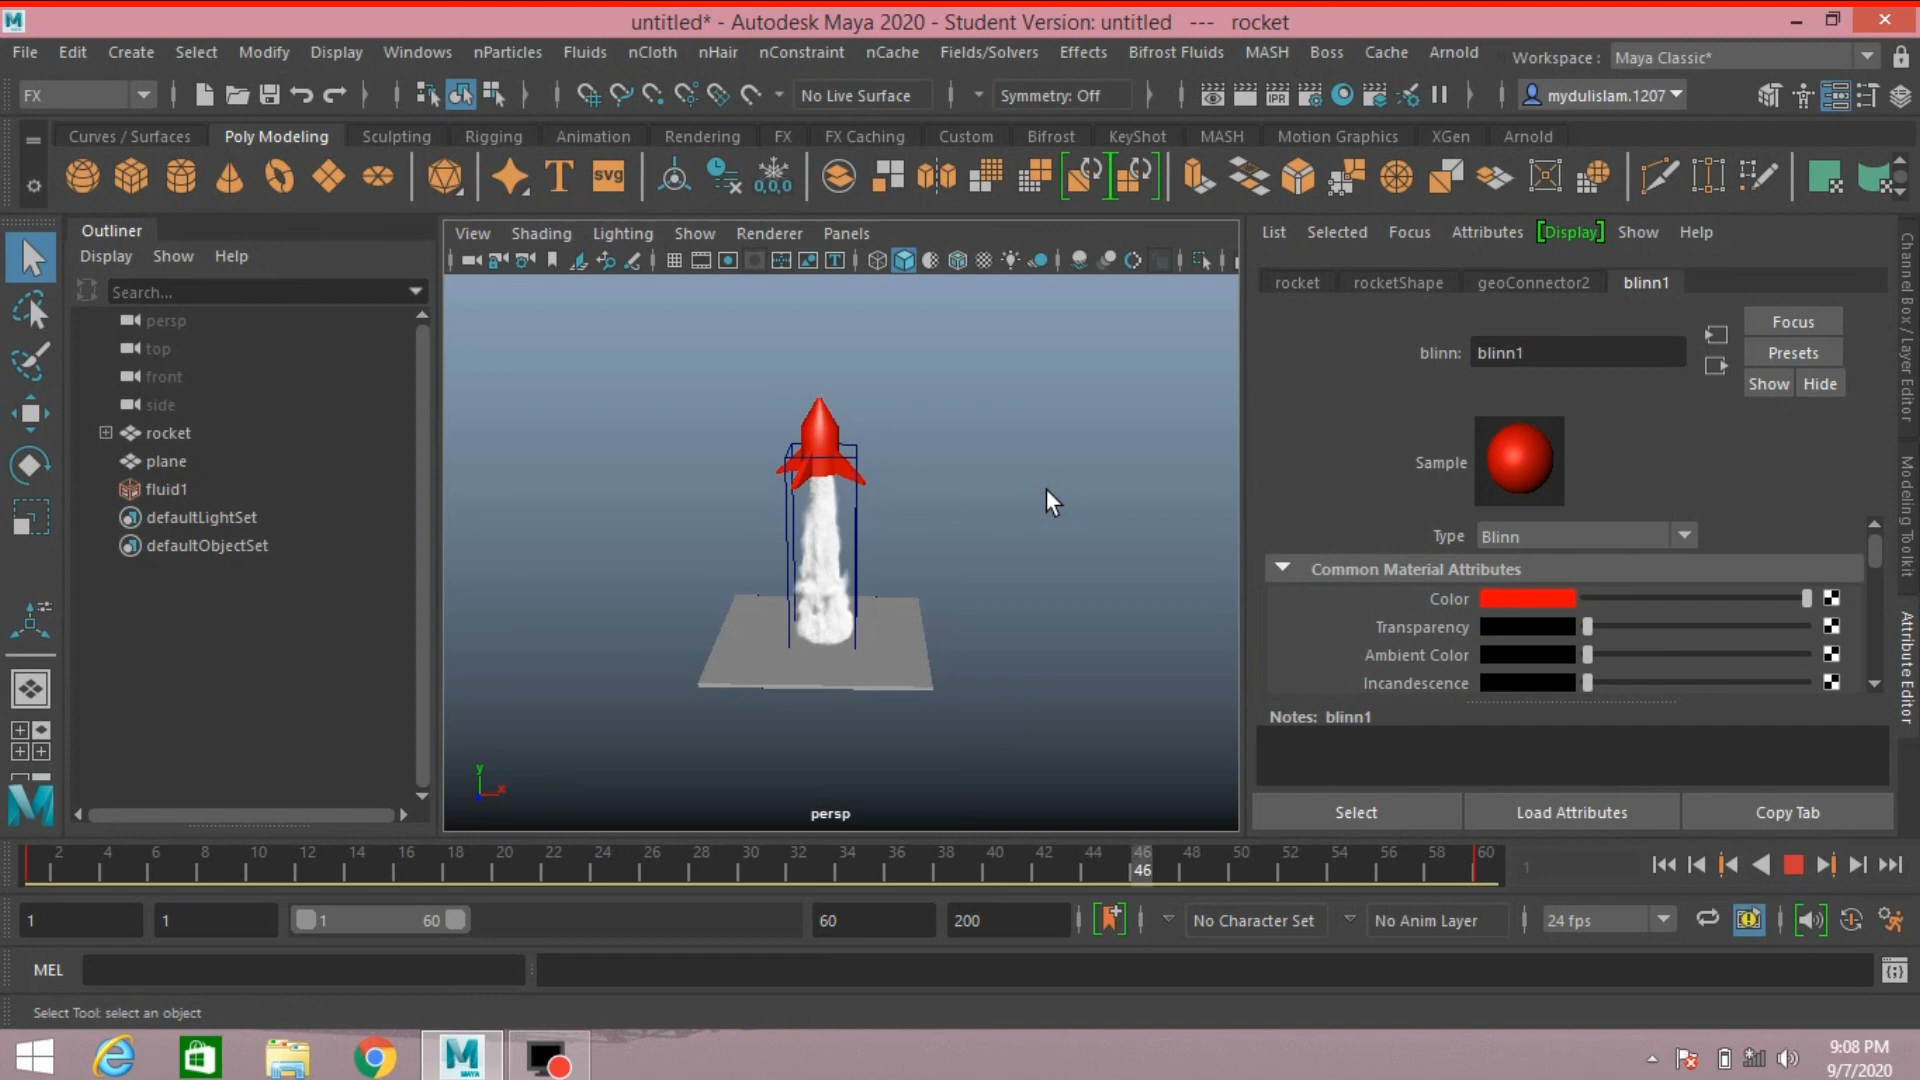 untitled* - Autodesk Maya 2020 - Student Version: untitled --- rocket
File Edit Create Select Modify Display Windows nParticles Fluids nCloth nHair nConstraint nCache Fields/Solvers Effects Bifrost Fluids MASH Boss Cache Arnold Workspace : Maya Classic*
FX No Live Surface Symmetry: Off IPR mydulislam.1207
Curves / Surfaces Poly Modeling Sculpting Rigging Animation Rendering FX FX Caching Custom Bifrost KeyShot MASH Motion Graphics XGen Arnold
T svg 0,0,0
Outliner
Display Show Help
Search...
persp
top
front
side
rocket
plane
fluid1
defaultLightSet
defaultObjectSet
View Shading Lighting Show Renderer Panels
y
x
persp
List Selected Focus Attributes Display Show Help
rocket rocketShape geoConnector2 blinn1
blinn: blinn1
Focus
Presets
Show Hide
Sample
Type Blinn
Common Material Attributes
Color
Transparency
Ambient Color
Incandescence
Notes: blinn1
Select Load Attributes Copy Tab
Channel Box / Layer Editor
Modeling Toolkit
Attribute Editor
2 4 6 8 10 12 14 16 18 20 22 24 26 28 30 32 34 36 38 40 42 44 46 48 50 52 54 56 58 60
46
1
1 1 1 60 60 200 No Character Set No Anim Layer 24 fps
MEL
Select Tool: select an object
MAYA
9:08 PM
9/7/2020